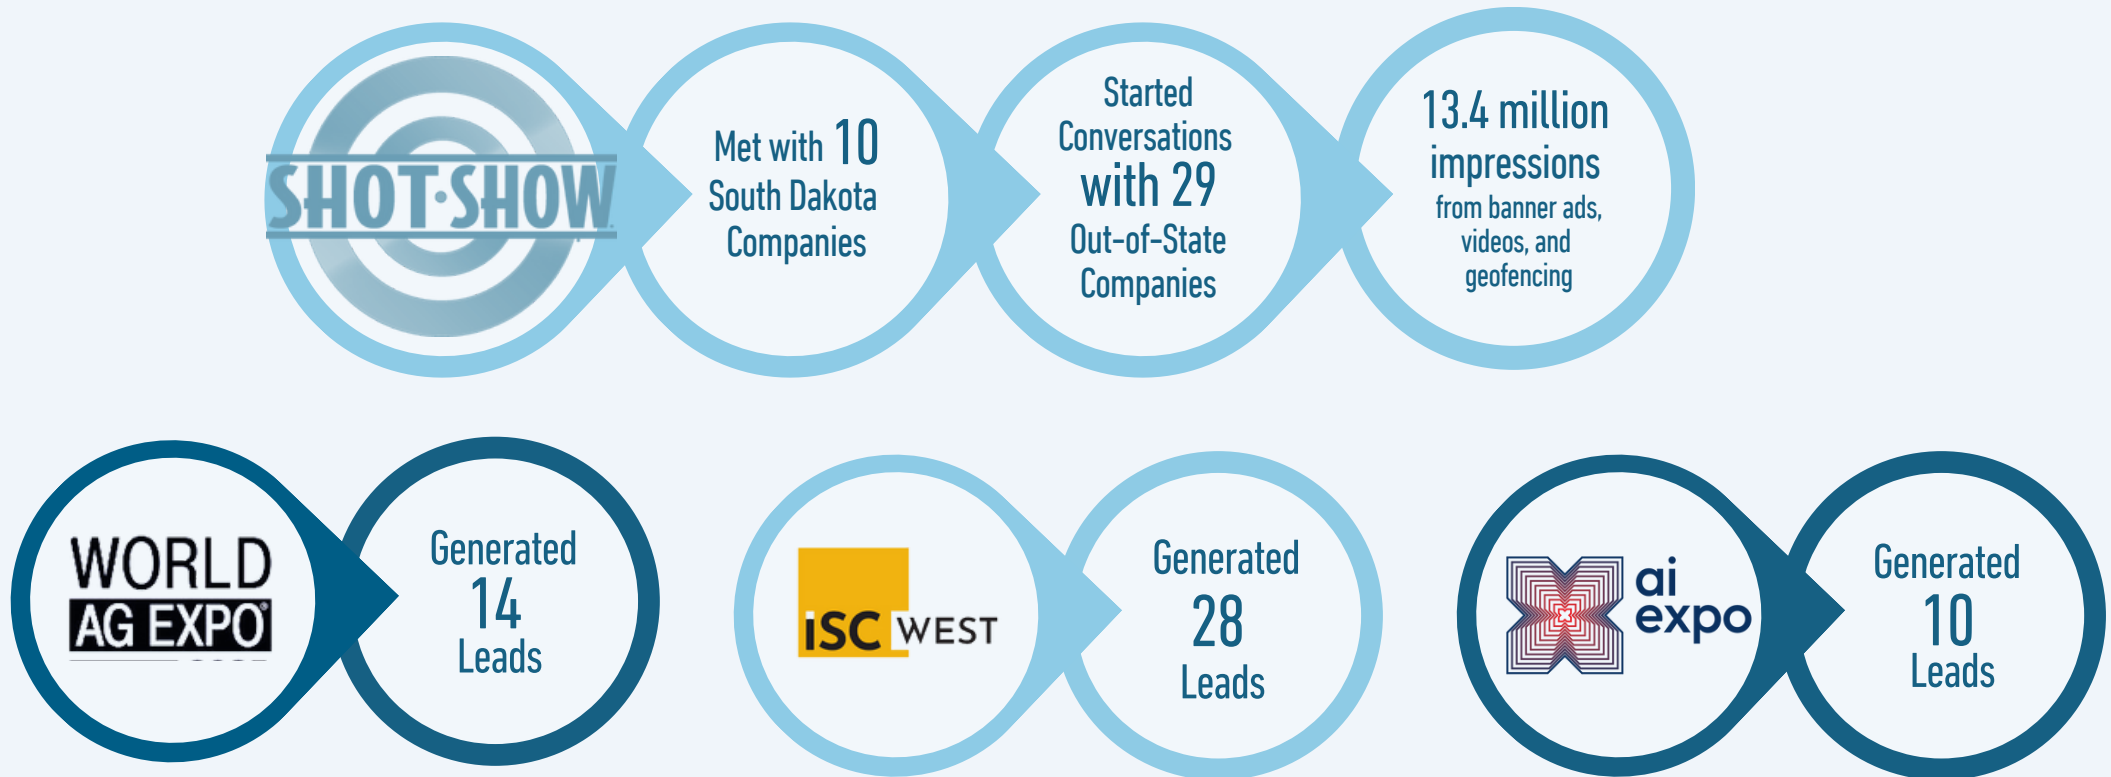 SHOT·SHOW
Met with 10
South Dakota
Companies
Started
Conversations
with 29
Out-of-State
Companies
13.4 million
impressions
from banner ads,
videos, and
geofencing
WORLD
AG EXPO®
Generated
14
Leads
iSC WEST
Generated
28
Leads
ai
expo
Generated
10
Leads